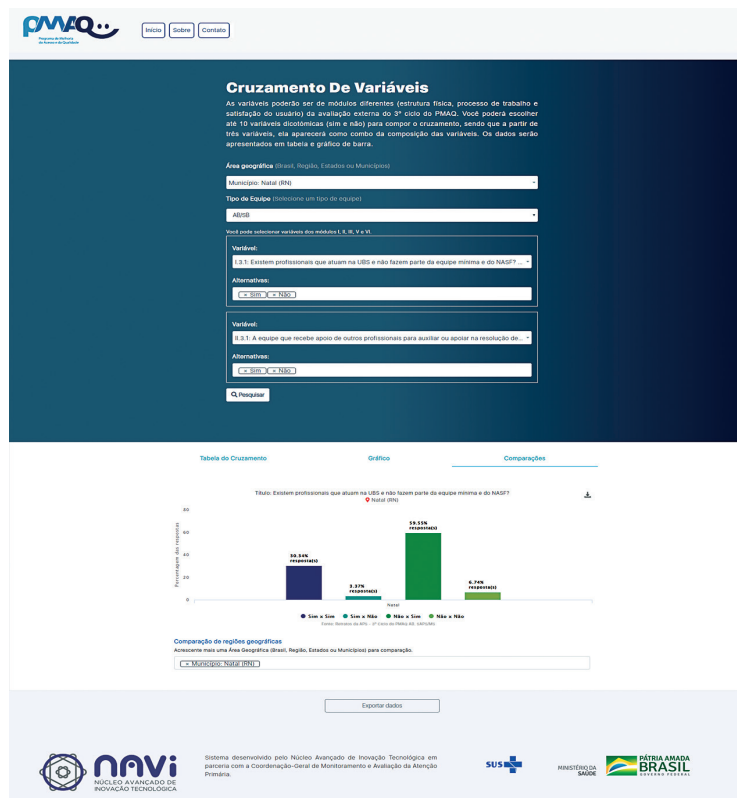 PMAQ
Programa de Melhoria
do Acesso e da Qualidade
Início
Sobre
Contato
Cruzamento De Variáveis
As variáveis poderão ser de módulos diferentes (estrutura física, processo de trabalho e
satisfação do usuário) da avaliação externa do 3° ciclo do PMAQ. Você poderá escolher
até 10 variáveis dicotômicas (sim e não) para compor o cruzamento, sendo que a partir de
três variáveis, ela aparecerá como combo da composição das variáveis. Os dados serão
apresentados em tabela e gráfico de barra.
Área geográfica (Brasil, Região, Estados ou Municípios)
Município: Natal (RN)
Tipo de Equipe (Selecione um tipo de equipe)
AB/SB
Você pode selecionar variáveis dos módulos I, II, III, V e VI.
Variável:
I.3.1: Existem profissionais que atuam na UBS e não fazem parte da equipe mínima e do NASF? ...
Alternativas:
× Sim × Não
Variável:
II.3.1: A equipe que recebe apoio de outros profissionais para auxiliar ou apoiar na resolução de...
Alternativas:
× Sim × Não
Pesquisar
Tabela do Cruzamento
Gráfico
Comparações
Título: Existem profissionais que atuam na UBS e não fazem parte da equipe mínima e do NASF?
Natal (RN)
Porcentagem das respostas
80
60
40
20
0
30.34%
resposta(s)
3.37%
resposta(s)
59.55%
resposta(s)
6.74%
resposta(s)
Natal
Sim x Sim Sim x Não Não x Sim Não x Não
Comparação de regiões geográficas
Acrescente mais uma Área Geográfica (Brasil, Região, Estados ou Municípios) para comparação.
× Município: Natal (RN)
Exportar dados
NAVi
NÚCLEO AVANÇADO DE
INOVAÇÃO TECNOLÓGICA
Sistema desenvolvido pelo Núcleo Avançado de Inovação Tecnológica em
parceria com a Coordenação-Geral de Monitoramento e Avaliação da Atenção
Primária.
SUS
MINISTÉRIO DA
SAÚDE
PÁTRIA AMADA
BRASIL
GOVERNO FEDERAL